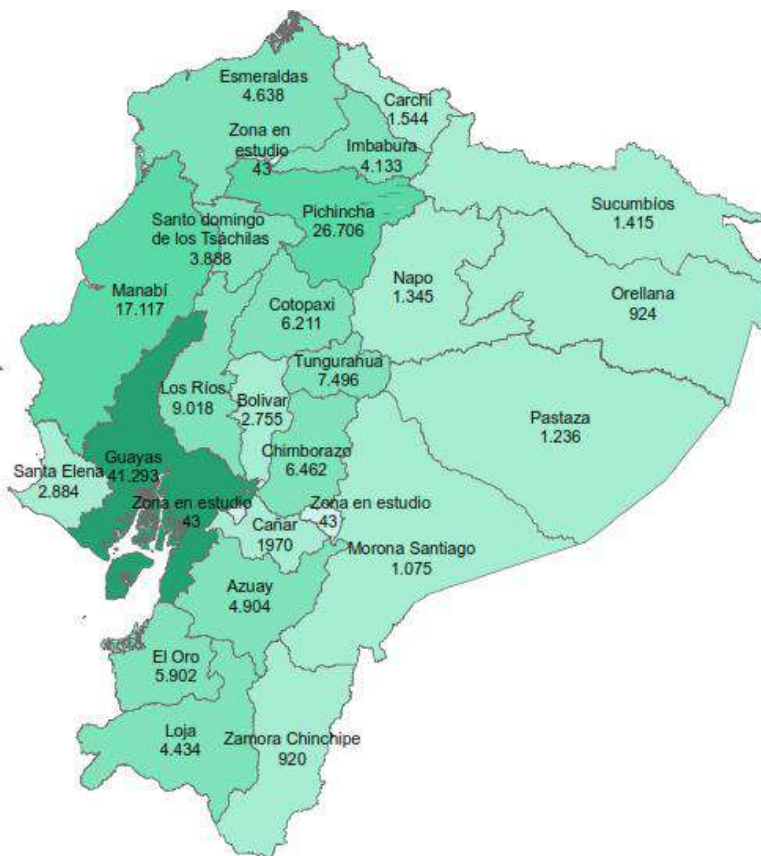 Esmeraldas
4.638
Carchi
1.544
Zona en
estudio
43
Imbabura
4.133
Sucumbíos
1.415
Pichincha
26.706
Santo domingo
de los Tsáchilas
3.888
Napo
1.345
Orellana
924
Manabí
17.117
Cotopaxi
6.211
Tungurahua
7.496
Los Ríos
9.018
Bolivar
2.755
Pastaza
1.236
Guayas
41.293
Chimborazo
6.462
Santa Elena
2.884
Zona en estudio
43
Zona en estudio
43
Cañar
1970
Morona Santiago
1.075
Azuay
4.904
El Oro
5.902
Loja
4.434
Zamora Chinchipe
920